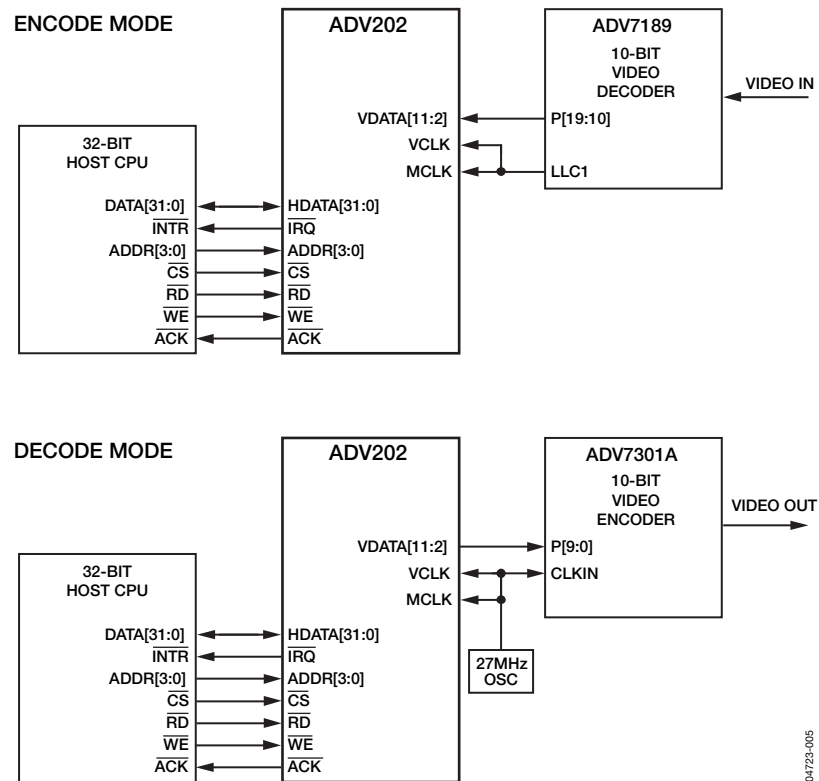 ENCODE MODE
ADV202
ADV7189
10-BIT
VIDEO
DECODER
VIDEO IN
VDATA[11:2]
P[19:10]
VCLK
MCLK
LLC1
32-BIT
HOST CPU
DATA[31:0]
HDATA[31:0]
INTR
IRQ
ADDR[3:0]
ADDR[3:0]
CS
CS
RD
RD
WE
WE
ACK
ACK
DECODE MODE
ADV202
ADV7301A
10-BIT
VIDEO
ENCODER
VIDEO OUT
VDATA[11:2]
P[9:0]
VCLK
CLKIN
MCLK
27MHz
OSC
32-BIT
HOST CPU
DATA[31:0]
HDATA[31:0]
INTR
IRQ
ADDR[3:0]
ADDR[3:0]
CS
CS
RD
RD
WE
WE
ACK
ACK
04723-005